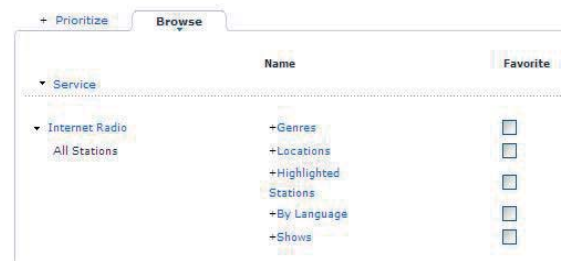 + Prioritize Browse
Name Favorite
Service
Internet Radio +Genres
All Stations +Locations
+Highlighted
Stations
+By Language
+Shows